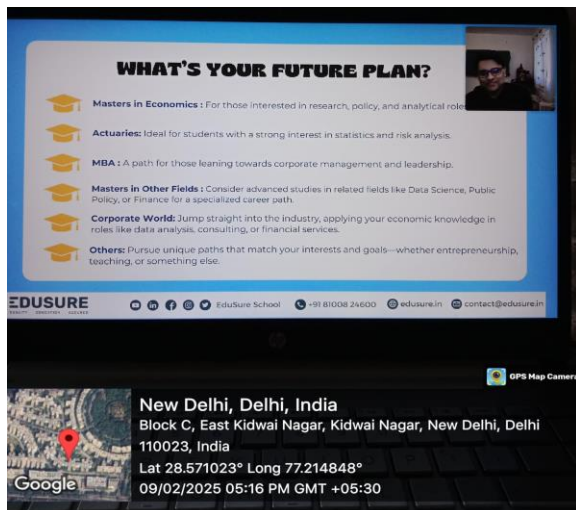 WHAT'S YOUR FUTURE PLAN?
Masters in Economics : For those interested in research, policy, and analytical roles
Actuaries: Ideal for students with a strong interest in statistics and risk analysis.
MBA : A path for those leaning towards corporate management and leadership.
Masters in Other Fields : Consider advanced studies in related fields like Data Science, Public
Policy, or Finance for a specialized career path.
Corporate World: Jump straight into the industry, applying your economic knowledge in
roles like data analysis, consulting, or financial services.
Others: Pursue unique paths that match your interests and goals—whether entrepreneurship,
teaching, or something else.
EDUSURE
EduSure School +91 81008 24600 edusure.in contact@edusure.in
hp
GPS Map Camera
New Delhi, Delhi, India
Block C, East Kidwai Nagar, Kidwai Nagar, New Delhi, Delhi
110023, India
Lat 28.571023° Long 77.214848°
09/02/2025 05:16 PM GMT +05:30
Google